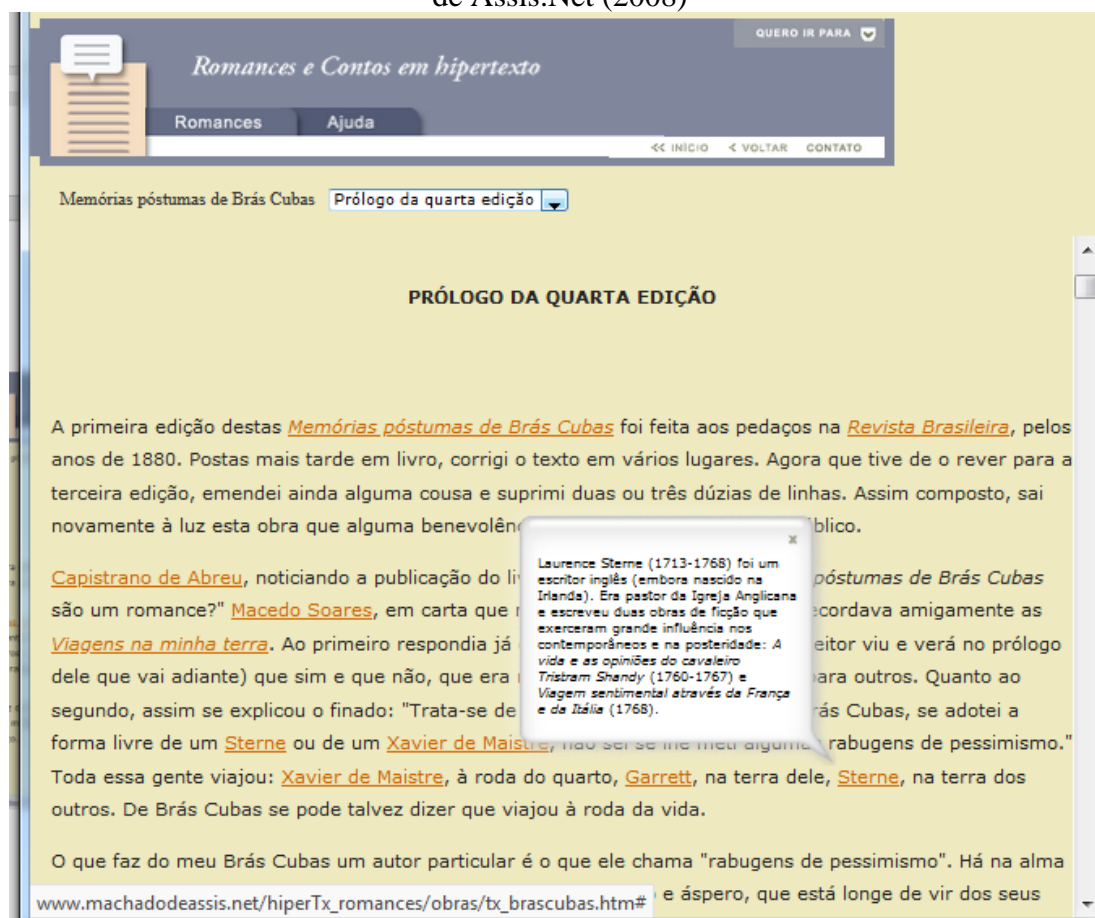 de Assis.Net (2008)
QUERO IR PARA
Romances e Contos em hipertexto
Romances Ajuda
<< INÍCIO < VOLTAR CONTATO
Memórias póstumas de Brás Cubas Prólogo da quarta edição
PRÓLOGO DA QUARTA EDIÇÃO
A primeira edição destas Memórias póstumas de Brás Cubas foi feita aos pedaços na Revista Brasileira, pelos
anos de 1880. Postas mais tarde em livro, corrigi o texto em vários lugares. Agora que tive de o rever para a
terceira edição, emendei ainda alguma cousa e suprimi duas ou três dúzias de linhas. Assim composto, sai
novamente à luz esta obra que alguma benevolên blico.
Capistrano de Abreu, noticiando a publicação do li póstumas de Brás Cubas
são um romance?" Macedo Soares, em carta que ecordava amigamente as
Viagens na minha terra. Ao primeiro respondia já eitor viu e verá no prólogo
dele que vai adiante) que sim e que não, que era para outros. Quanto ao
segundo, assim se explicou o finado: "Trata-se de rás Cubas, se adotei a
forma livre de um Sterne ou de um Xavier de Maistre, não sei se lhe meti algumas rabugens de pessimismo."
Toda essa gente viajou: Xavier de Maistre, à roda do quarto, Garrett, na terra dele, Sterne, na terra dos
outros. De Brás Cubas se pode talvez dizer que viajou à roda da vida.
O que faz do meu Brás Cubas um autor particular é o que ele chama "rabugens de pessimismo". Há na alma
e áspero, que está longe de vir dos seus
x
Laurence Sterne (1713-1768) foi um
escritor inglês (embora nascido na
Irlanda). Era pastor da Igreja Anglicana
e escreveu duas obras de ficção que
exerceram grande influência nos
contemporâneos e na posteridade: A
vida e as opiniões do cavaleiro
Tristram Shandy (1760-1767) e
Viagem sentimental através da França
e da Itália (1768).
www.machadodeassis.net/hiperTx_romances/obras/tx_brascubas.htm#